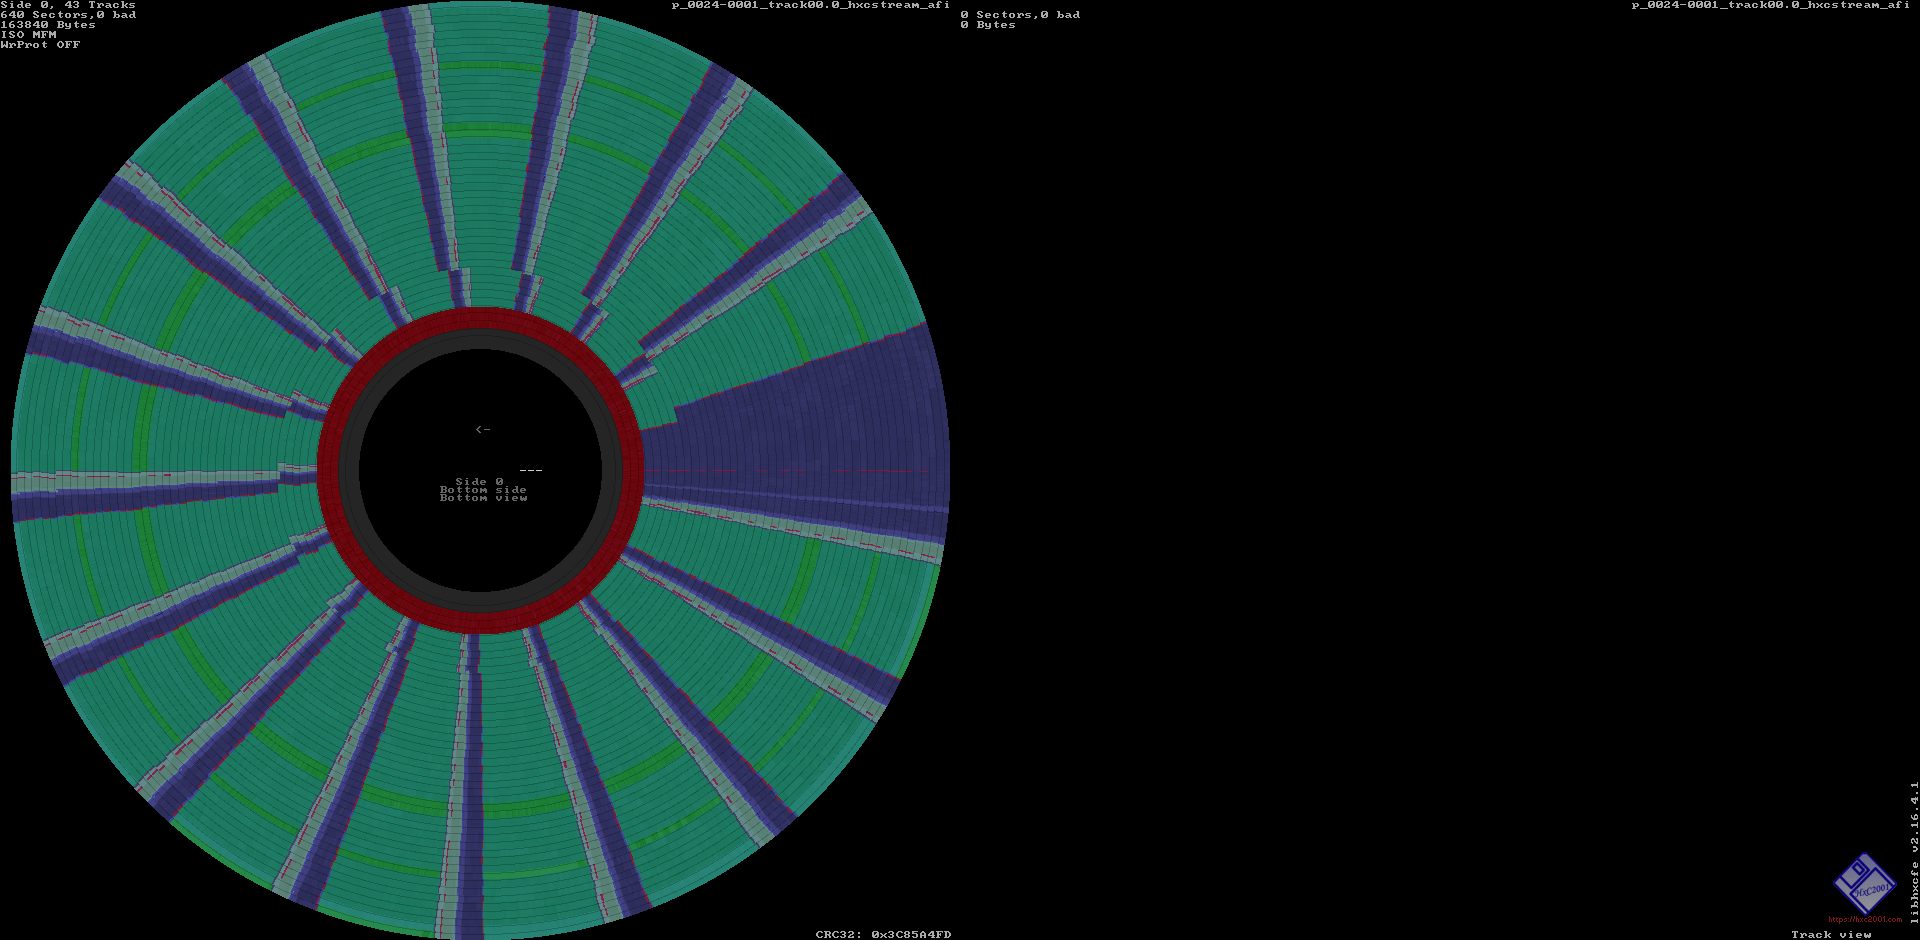 Side 0, 43 Tracks
640 Sectors,0 bad
163840 Bytes
ISO MFM
WrProt OFF
p_0024-0001_track00.0_hxcstream_afi
0 Sectors,0 bad
0 Bytes
p_0024-0001_track00.0_hxcstream_afi
<-
---
Side 0
Bottom side
Bottom view
CRC32: 0x3C85A4FD
libhxcfe v2.16.4.1
HxC2001
https://hxc2001.com
Track view